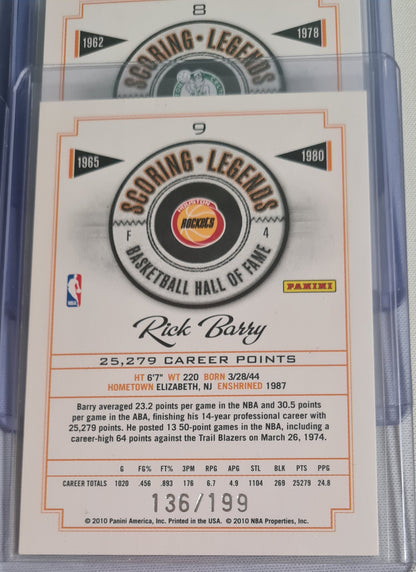 8
1962 1978
SCORING • LEGENDS
9
1965 1980
SCORING • LEGENDS
HOUSTON
ROCKETS
F 4
BASKETBALL HALL OF FAME
NBA
PANINI
Rick Barry
25,279 CAREER POINTS
HT 6'7" WT 220 BORN 3/28/44
HOMETOWN ELIZABETH, NJ ENSHRINED 1987
Barry averaged 23.2 points per game in the NBA and 30.5
points per game in the ABA, finishing his 14-year professional career with
25,279 points. He posted 13 50-point games in the NBA, including a
career-high 64 points against the Trail Blazers on March 26, 1974.
G FG% FT% 3PM RPG APG STL BLK PTS PPG
CAREER TOTALS 1020 .456 .893 176 6.7 4.9 1104 269 25279 24.8
136/199
© 2010 Panini America, Inc. Printed in the USA. © 2010 NBA Properties, Inc.